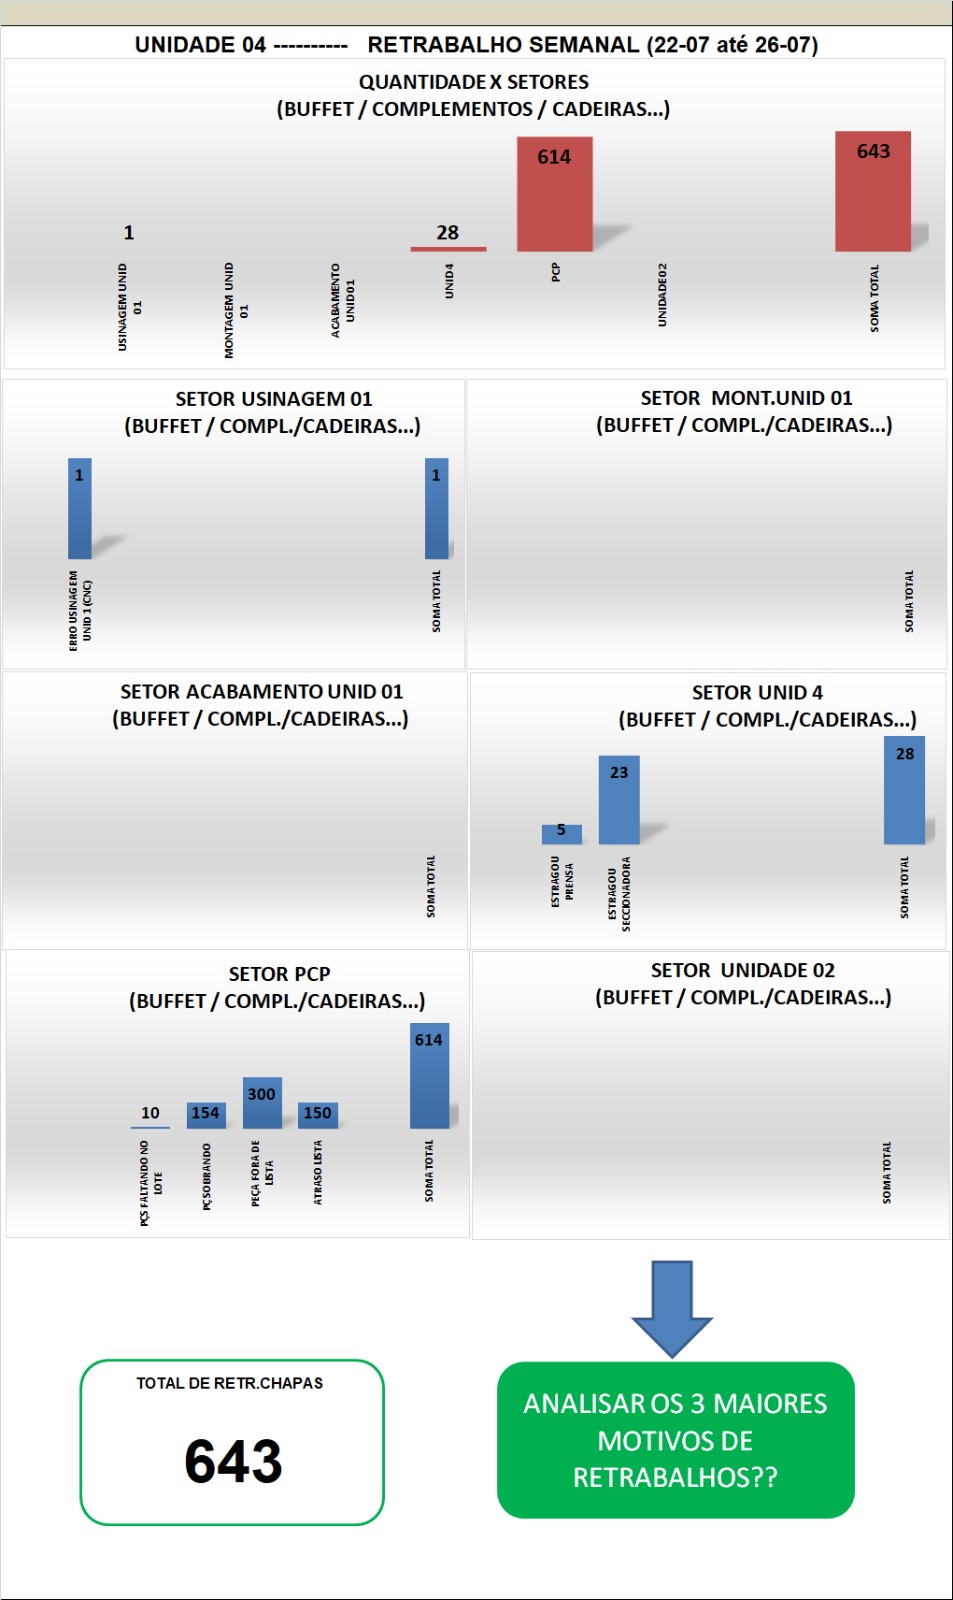 UNIDADE 04 ---------- RETRABALHO SEMANAL (22-07 até 26-07)
QUANTIDADE X SETORES
(BUFFET / COMPLEMENTOS / CADEIRAS...)
1
28
614
643
USINAGEM UNID
01
MONTAGEM UNID
01
ACABAMENTO
UNID01
UNID4
PCP
UNIDADE02
SOMA TOTAL
SETOR USINAGEM 01
(BUFFET / COMPL./CADEIRAS...)
1
1
ERRO USINAGEM
UNID 1 (CNC)
SOMA TOTAL
SETOR MONT.UNID 01
(BUFFET / COMPL./CADEIRAS...)
SOMA TOTAL
SETOR ACABAMENTO UNID 01
(BUFFET / COMPL./CADEIRAS...)
SOMA TOTAL
SETOR UNID 4
(BUFFET / COMPL./CADEIRAS...)
5
23
28
ESTRAGOU
PRENSA
ESTRAGOU
SECCIONADORA
SOMA TOTAL
SETOR PCP
(BUFFET / COMPL./CADEIRAS...)
10
154
300
150
614
PÇS FALTANDO NO
LOTE
PÇ SOBRANDO
PEÇA FORA DE
LISTA
ATRASO LISTA
SOMA TOTAL
SETOR UNIDADE 02
(BUFFET / COMPL./CADEIRAS...)
SOMA TOTAL
TOTAL DE RETR.CHAPAS
643
ANALISAR OS 3 MAIORES
MOTIVOS DE
RETRABALHOS??